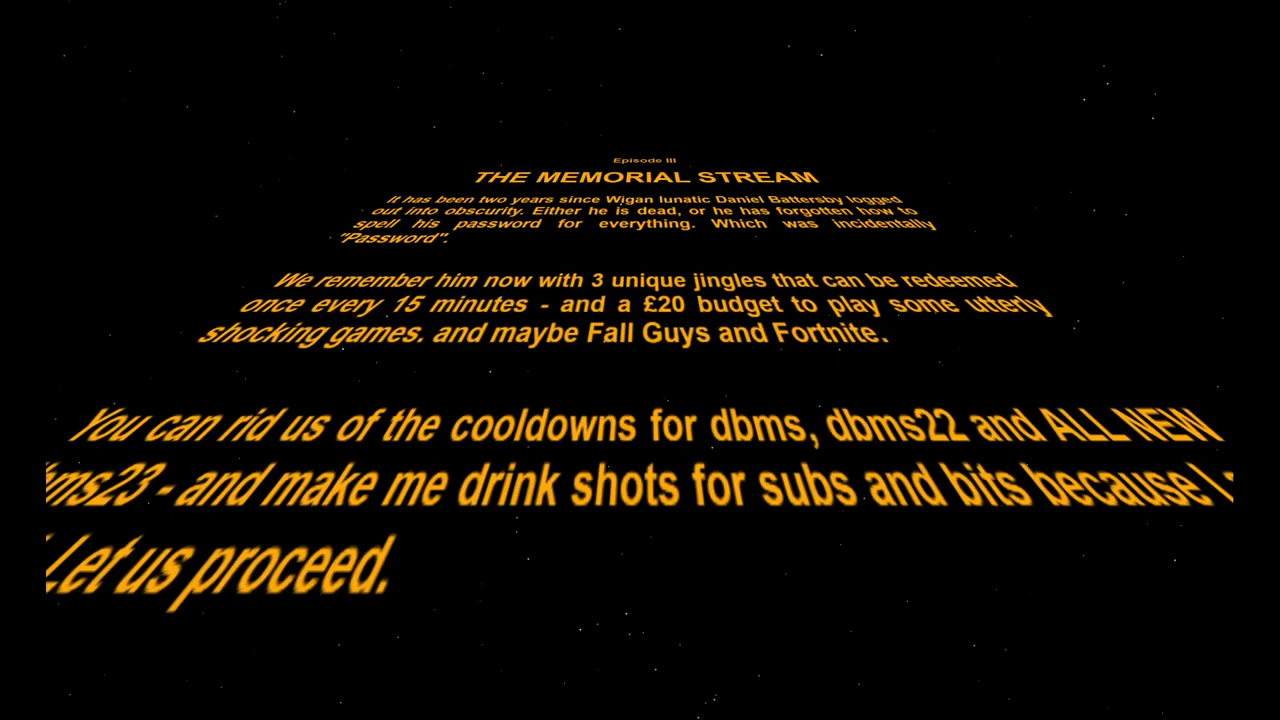 Episode III
THE MEMORIAL STREAM
It has been two years since Wigan lunatic Daniel Battersby logged
out into obscurity. Either he is dead, or he has forgotten how to
spell his password for everything. Which was incidentally
"Password".
We remember him now with 3 unique jingles that can be redeemed
once every 15 minutes - and a £20 budget to play some utterly
shocking games. and maybe Fall Guys and Fortnite.
You can rid us of the cooldowns for dbms, dbms22 and ALL NEW
bms23 - and make me drink shots for subs and bits because I
Let us proceed.